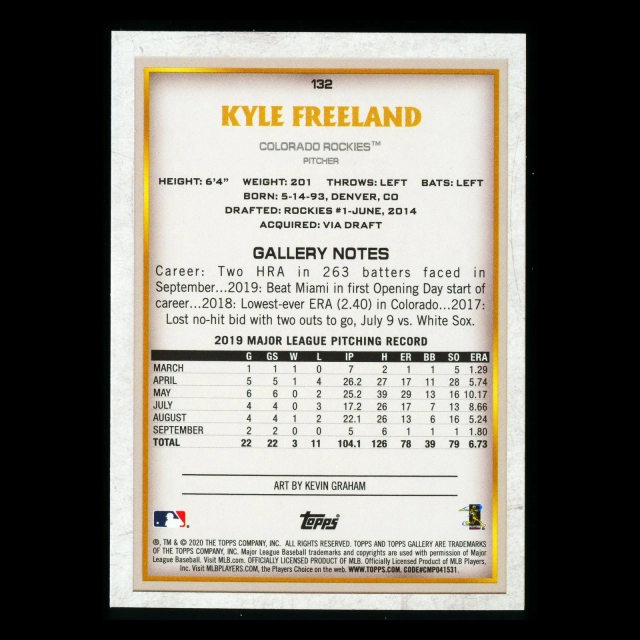 132
KYLE FREELAND
COLORADO ROCKIES™
PITCHER
HEIGHT: 6'4" WEIGHT: 201 THROWS: LEFT BATS: LEFT
BORN: 5-14-93, DENVER, CO
DRAFTED: ROCKIES #1-JUNE, 2014
ACQUIRED: VIA DRAFT
GALLERY NOTES
Career: Two HRA in 263 batters faced in
September...2019: Beat Miami in first Opening Day start of
career...2018: Lowest-ever ERA (2.40) in Colorado...2017:
Lost no-hit bid with two outs to go, July 9 vs. White Sox.
2019 MAJOR LEAGUE PITCHING RECORD
G GS W L IP H ER BB SO ERA
MARCH 1 1 1 0 7 2 1 1 5 1.29
APRIL 5 5 1 4 26.2 27 17 11 28 5.74
MAY 6 6 0 2 25.2 39 29 13 16 10.17
JULY 4 4 0 3 17.2 26 17 7 13 8.66
AUGUST 4 4 1 2 22.1 26 13 6 16 5.24
SEPTEMBER 2 2 0 0 5 6 1 1 1 1.80
TOTAL 22 22 3 11 104.1 126 78 39 79 6.73
ART BY KEVIN GRAHAM
Topps
®, ™ & © 2020 THE TOPPS COMPANY, INC. ALL RIGHTS RESERVED. TOPPS AND TOPPS GALLERY ARE TRADEMARKS
OF THE TOPPS COMPANY, INC. Major League Baseball trademarks and copyrights are used with permission of Major
League Baseball. Visit MLB.com. OFFICIALLY LICENSED PRODUCT OF MLB. Officially Licensed Product of MLB Players,
Inc. Visit MLBPLAYERS.com, the Players Choice on the web. WWW.TOPPS.COM. CODE#CMP041531.